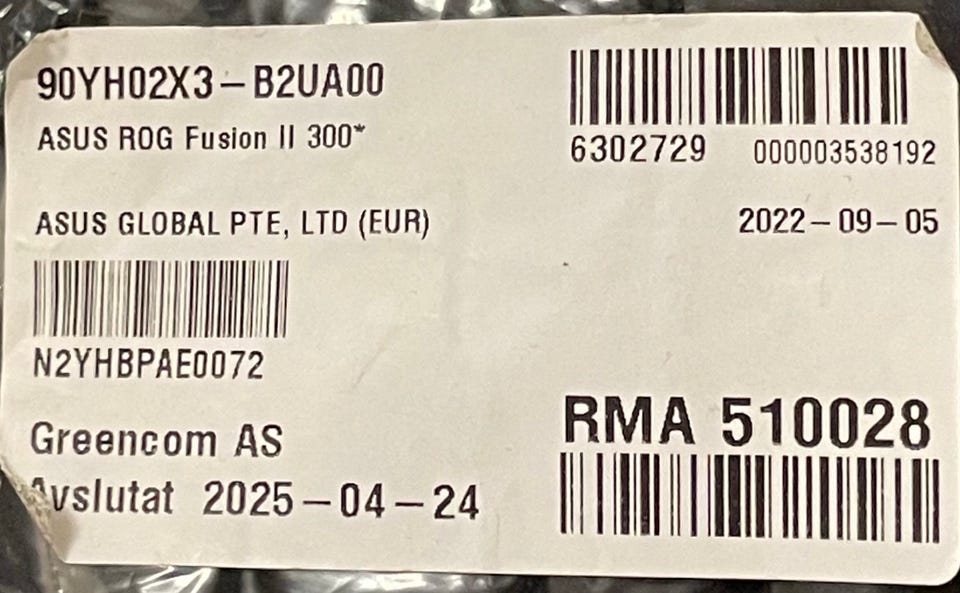 90YH02X3-B2UA00
ASUS ROG Fusion II 300*
6302729 000003538192
ASUS GLOBAL PTE, LTD (EUR)
2022-09-05
N2YHBPAE0072
RMA 510028
Greencom AS
Avslutat 2025-04-24